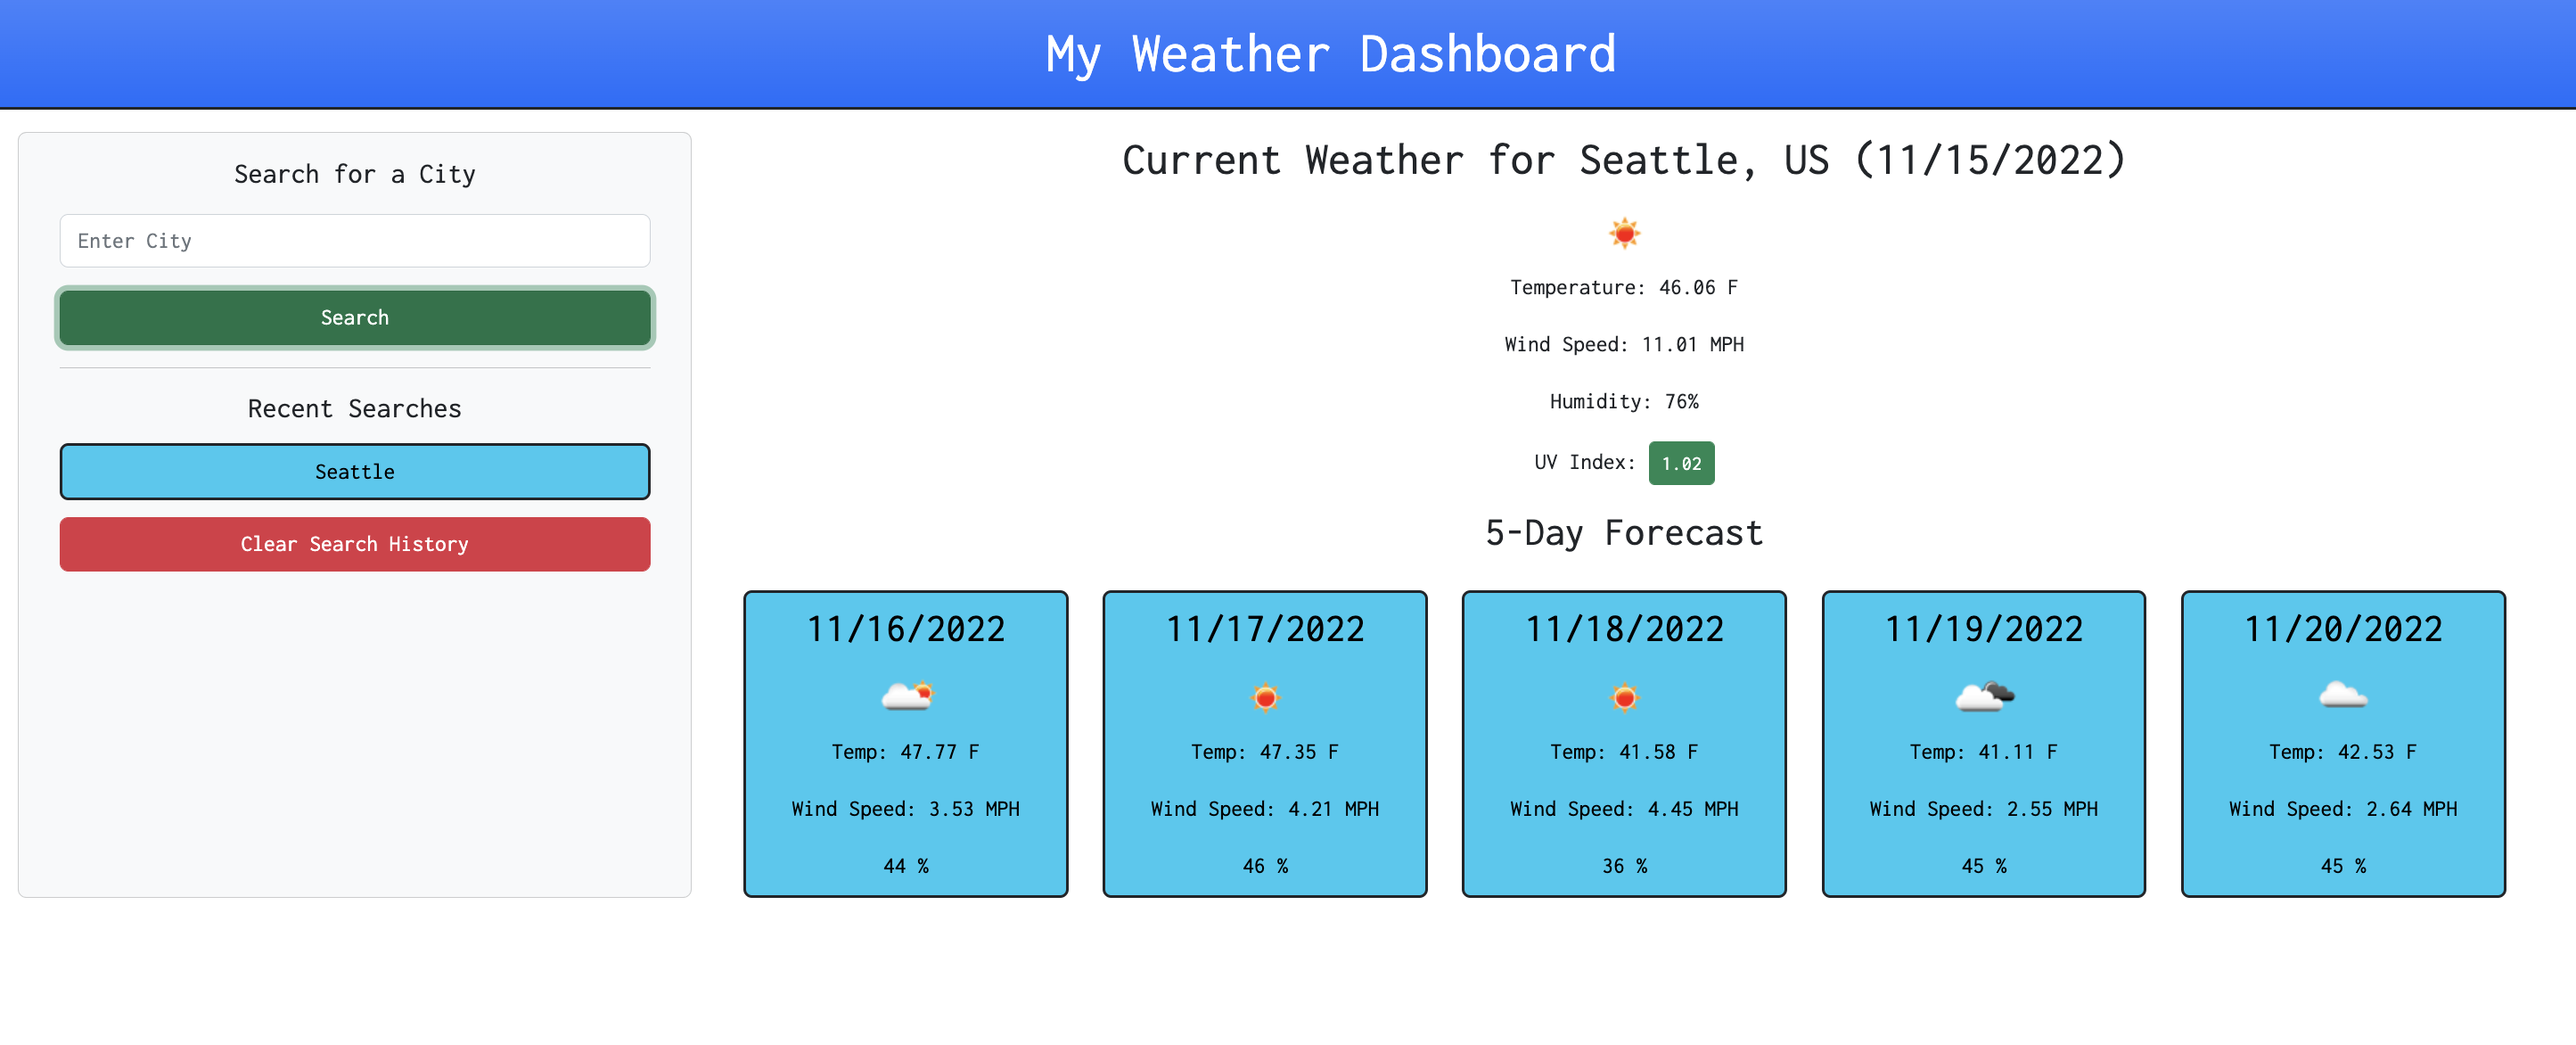 My Weather Dashboard
Search for a City
Enter City
Search
Recent Searches
Seattle
Clear Search History
Current Weather for Seattle, US (11/15/2022)
Temperature: 46.06 F
Wind Speed: 11.01 MPH
Humidity: 76%
UV Index: 1.02
5-Day Forecast
11/16/2022
Temp: 47.77 F
Wind Speed: 3.53 MPH
44 %
11/17/2022
Temp: 47.35 F
Wind Speed: 4.21 MPH
46 %
11/18/2022
Temp: 41.58 F
Wind Speed: 4.45 MPH
36 %
11/19/2022
Temp: 41.11 F
Wind Speed: 2.55 MPH
45 %
11/20/2022
Temp: 42.53 F
Wind Speed: 2.64 MPH
45 %